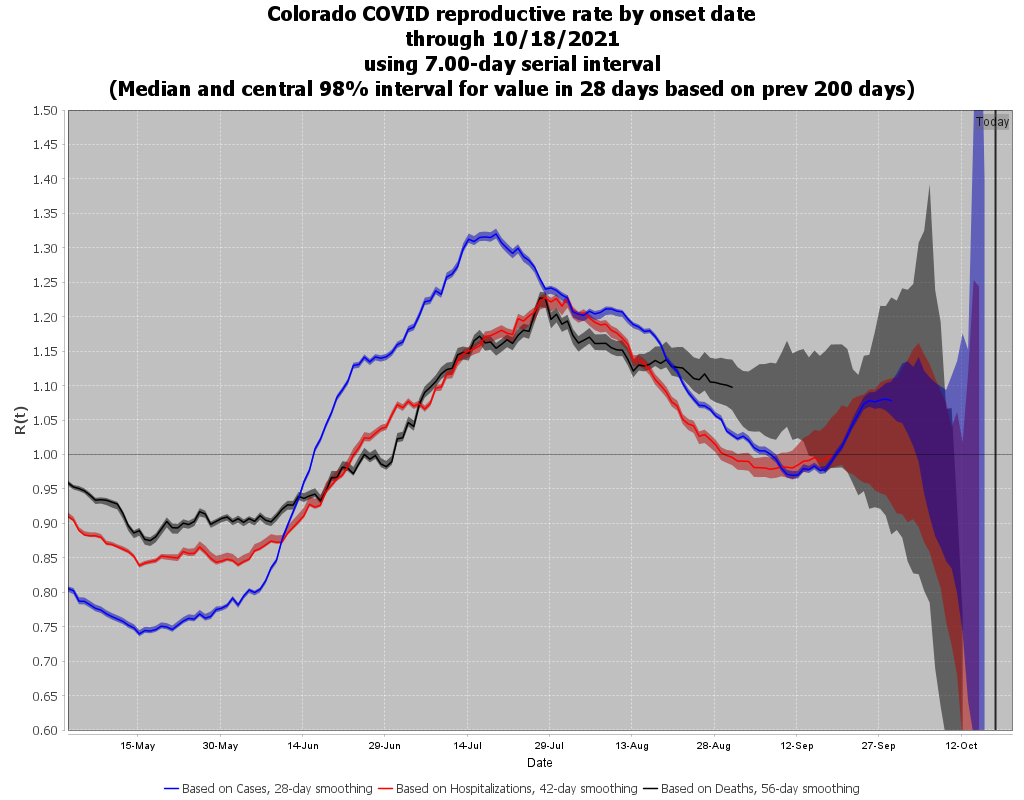 Colorado COVID reproductive rate by onset date
through 10/18/2021
using 7.00-day serial interval
(Median and central 98% interval for value in 28 days based on prev 200 days)
Today
1.50
1.45
1.40
1.35
1.30
1.25
1.20
1.15
1.10
1.05
1.00
0.95
0.90
0.85
0.80
0.75
0.70
0.65
0.60
R(t)
15-May 30-May 14-Jun 29-Jun 14-Jul 29-Jul 13-Aug 28-Aug 12-Sep 27-Sep 12-Oct
Date
Based on Cases, 28-day smoothing Based on Hospitalizations, 42-day smoothing Based on Deaths, 56-day smoothing